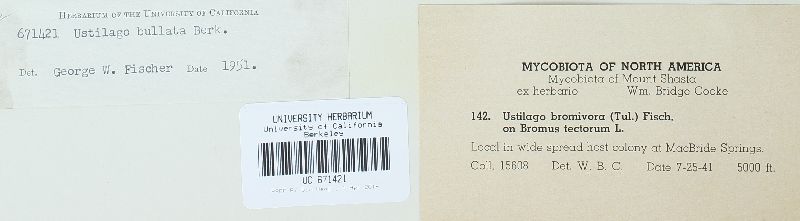 HERBARIUM OF THE UNIVERSITY OF CALIFORNIA
671421 Ustilago bullata Berk.
Det. George W. Fischer Date 1951.
UNIVERSITY HERBARIUM
University of California
Berkeley
UC 671421
MYCOBIOTA OF NORTH AMERICA
Mycobiota of Mount Shasta
ex herbario Wm. Bridge Cooke
142. Ustilago bromivora (Tul.) Fisch.
on Bromus tectorum L.
Local in wide spread host colony at MacBride Springs.
Coll. 15608 Det. W. B. C. Date 7-25-41 5000 ft.